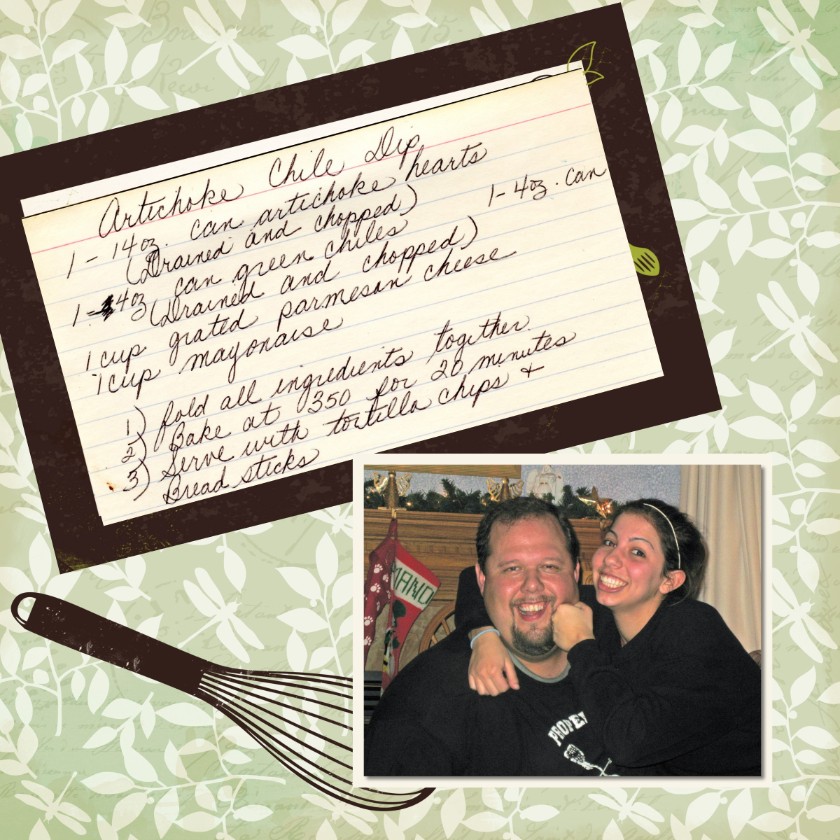 Artichoke Chile Dip
1 - 14oz. can artichoke hearts
(Drained and chopped)
1 - 4oz. can
1 - 4oz can green chiles
(Drained and chopped)
1 cup grated parmesan cheese
1 cup mayonaise
1) fold all ingredients together
2) Bake at 350 for 20 minutes
3) Serve with tortilla chips +
Bread sticks
MAND
PROPER